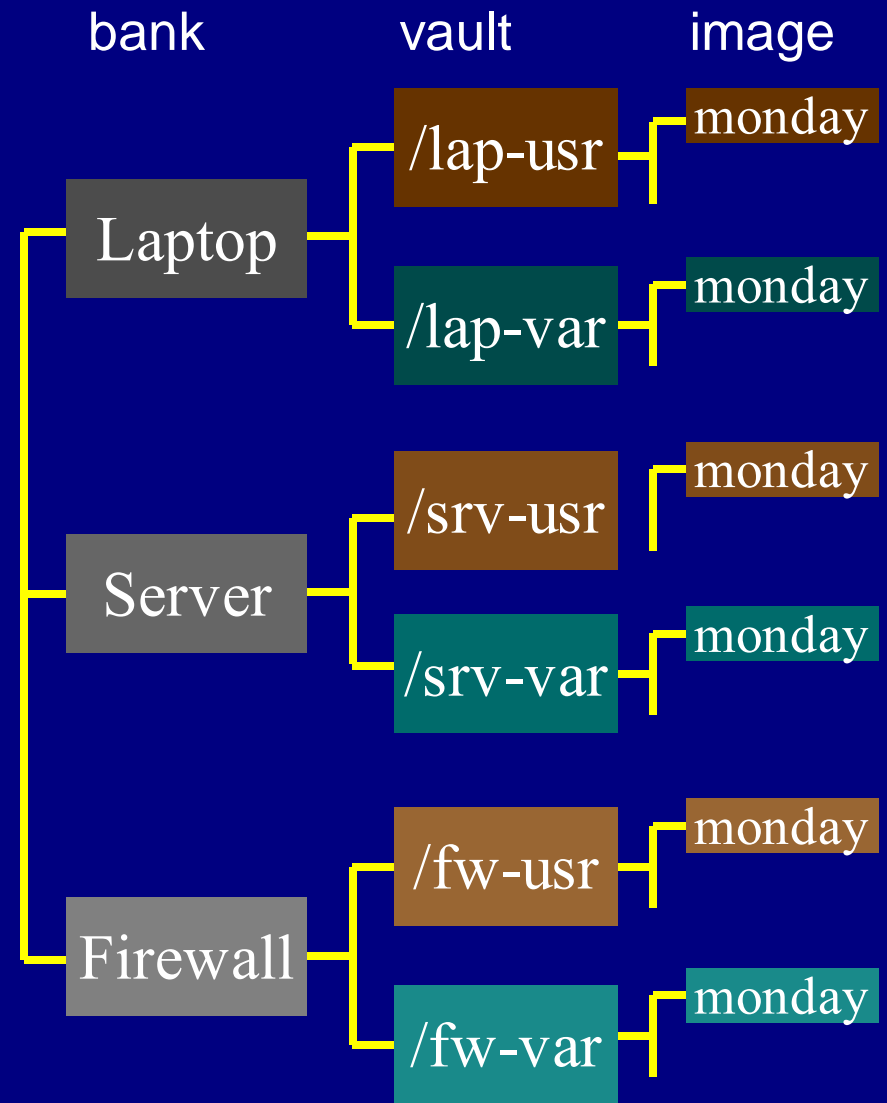 bank vault image
/lap-usr monday
Laptop
/lap-var monday
/srv-usr monday
Server
/srv-var monday
/fw-usr monday
Firewall
/fw-var monday